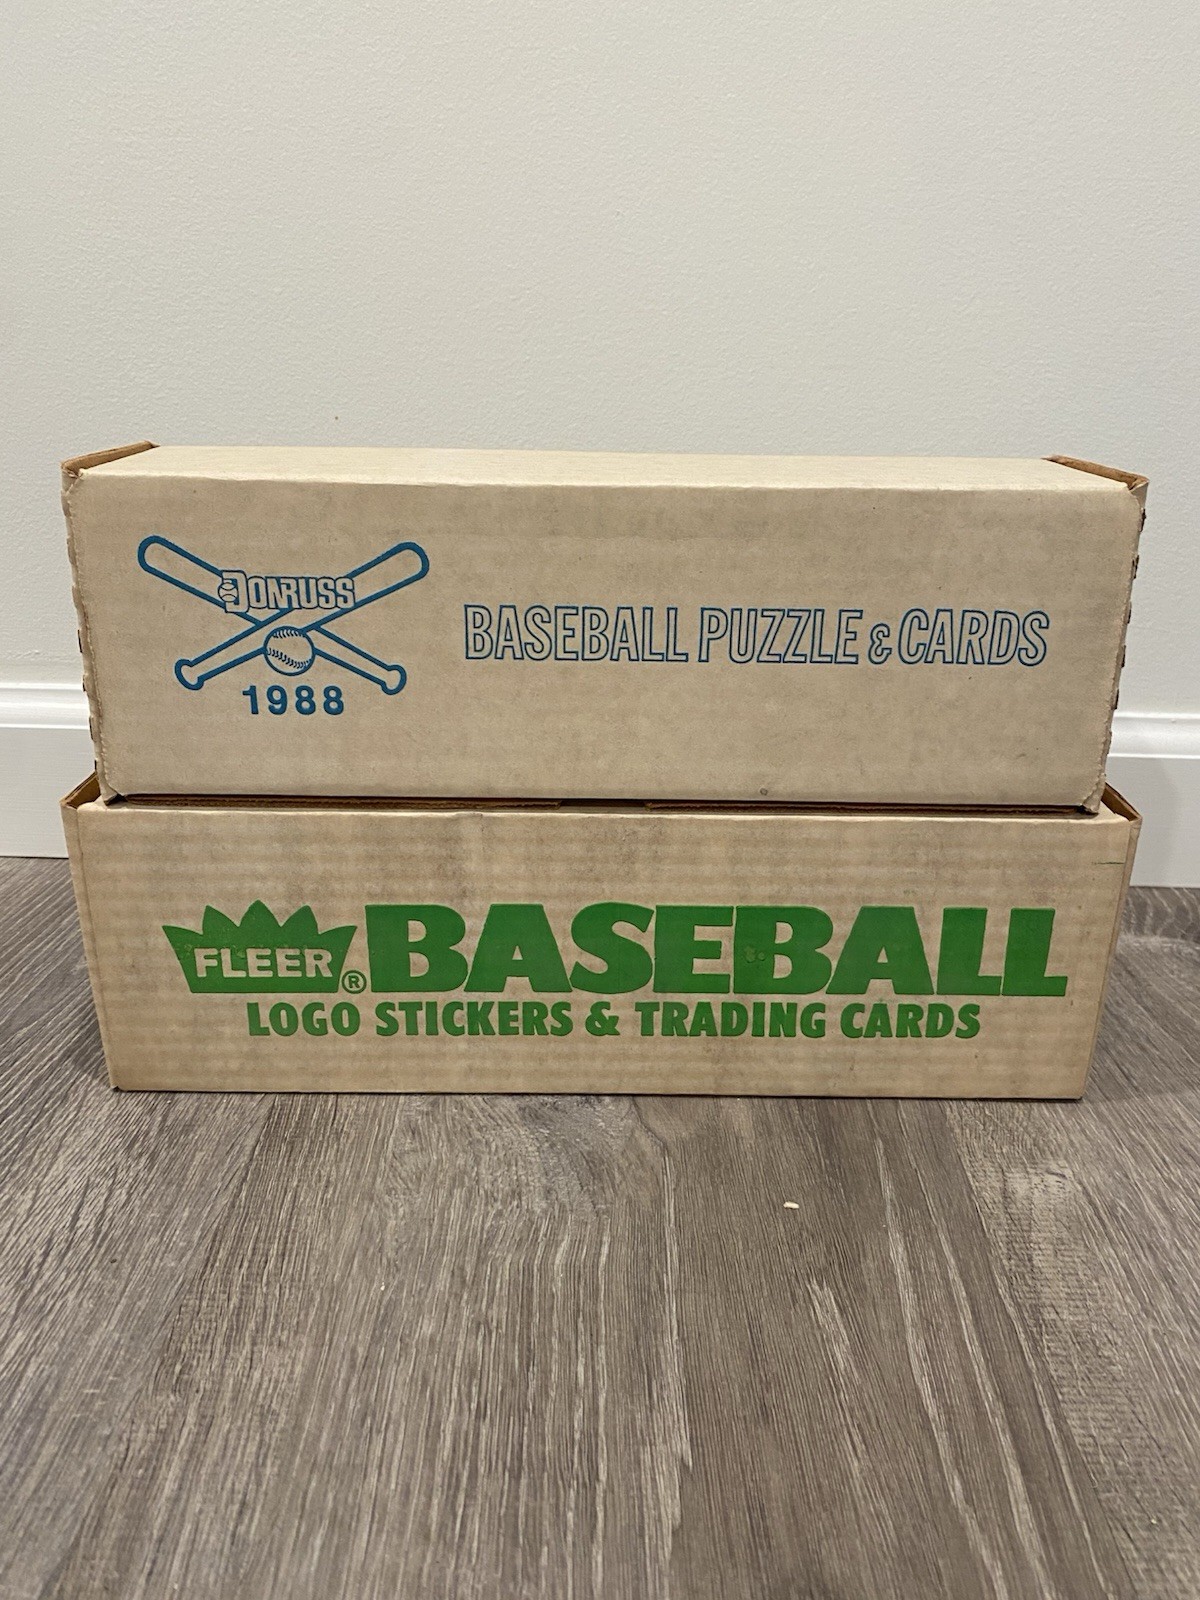 DONRUSS
1988
BASEBALL PUZZLE & CARDS
FLEER® BASEBALL
LOGO STICKERS & TRADING CARDS